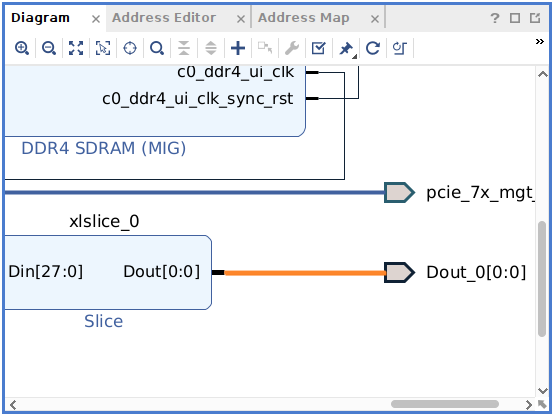 Diagram
Address Editor
Address Map
c0_ddr4_ui_clk
c0_ddr4_ui_clk_sync_rst
DDR4 SDRAM (MIG)
pcie_7x_mgt_
xlslice_0
Din[27:0]
Dout[0:0]
Dout_0[0:0]
Slice